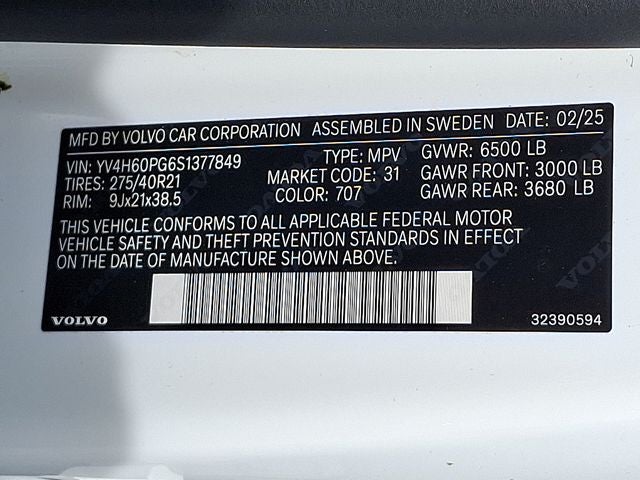 MFD BY VOLVO CAR CORPORATION ASSEMBLED IN SWEDEN DATE: 02/25
VIN: YV4H60PG6S1377849 TYPE: MPV GVWR: 6500 LB
TIRES: 275/40R21 MARKET CODE: 31 GAWR FRONT: 3000 LB
RIM: 9Jx21x38.5 COLOR: 707 GAWR REAR: 3680 LB
THIS VEHICLE CONFORMS TO ALL APPLICABLE FEDERAL MOTOR
VEHICLE SAFETY AND THEFT PREVENTION STANDARDS IN EFFECT
ON THE DATE OF MANUFACTURE SHOWN ABOVE.
VOLVO 32390594